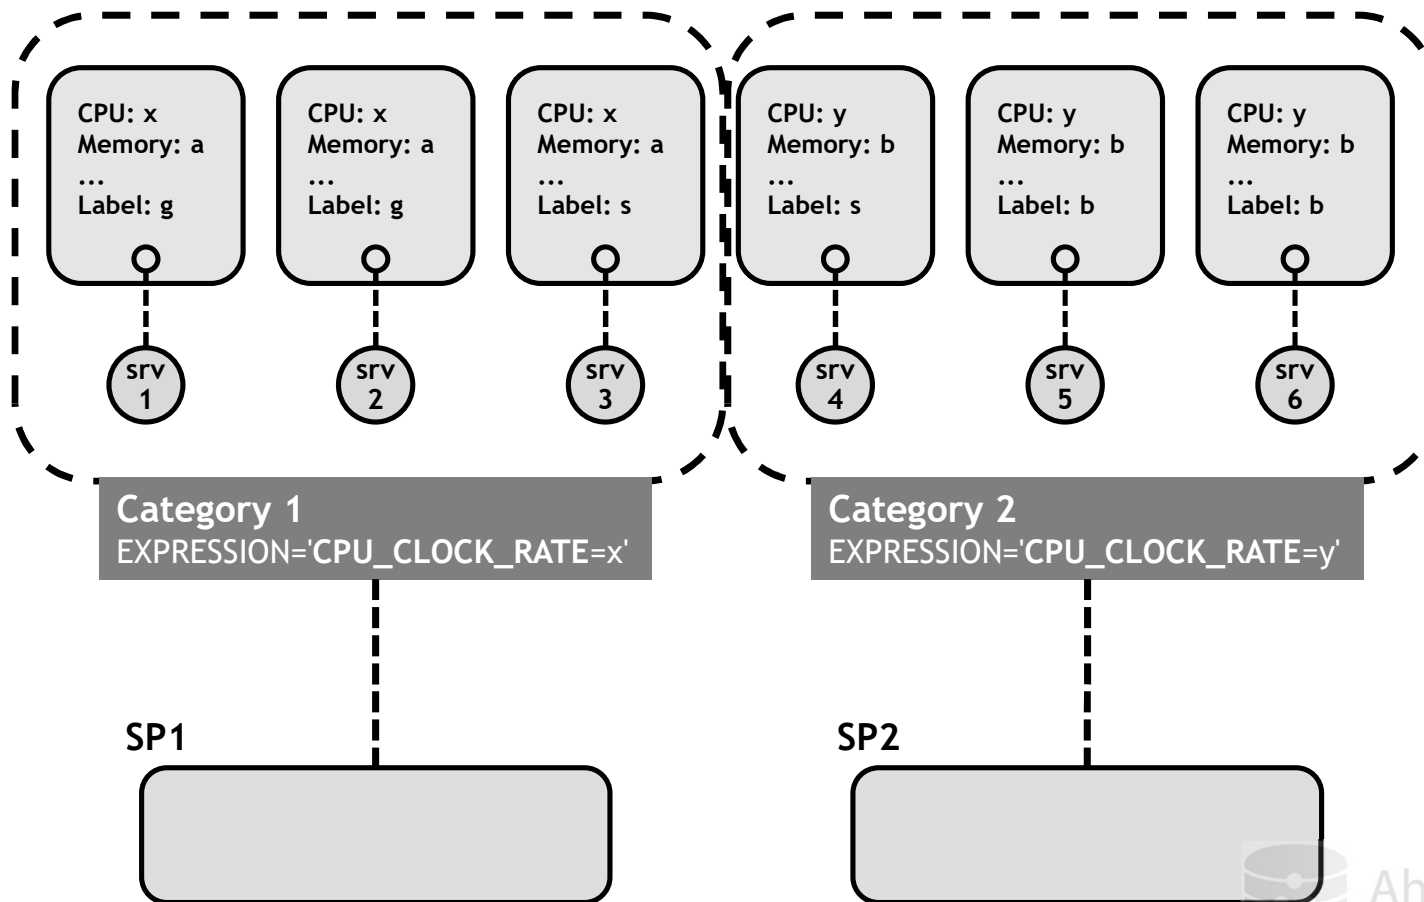 CPU: x
Memory: a
...
Label: g
CPU: x
Memory: a
...
Label: g
CPU: x
Memory: a
...
Label: s
CPU: y
Memory: b
...
Label: s
CPU: y
Memory: b
...
Label: b
CPU: y
Memory: b
...
Label: b
srv
1
srv
2
srv
3
srv
4
srv
5
srv
6
Category 1
EXPRESSION='CPU_CLOCK_RATE=x'
Category 2
EXPRESSION='CPU_CLOCK_RATE=y'
SP1
SP2